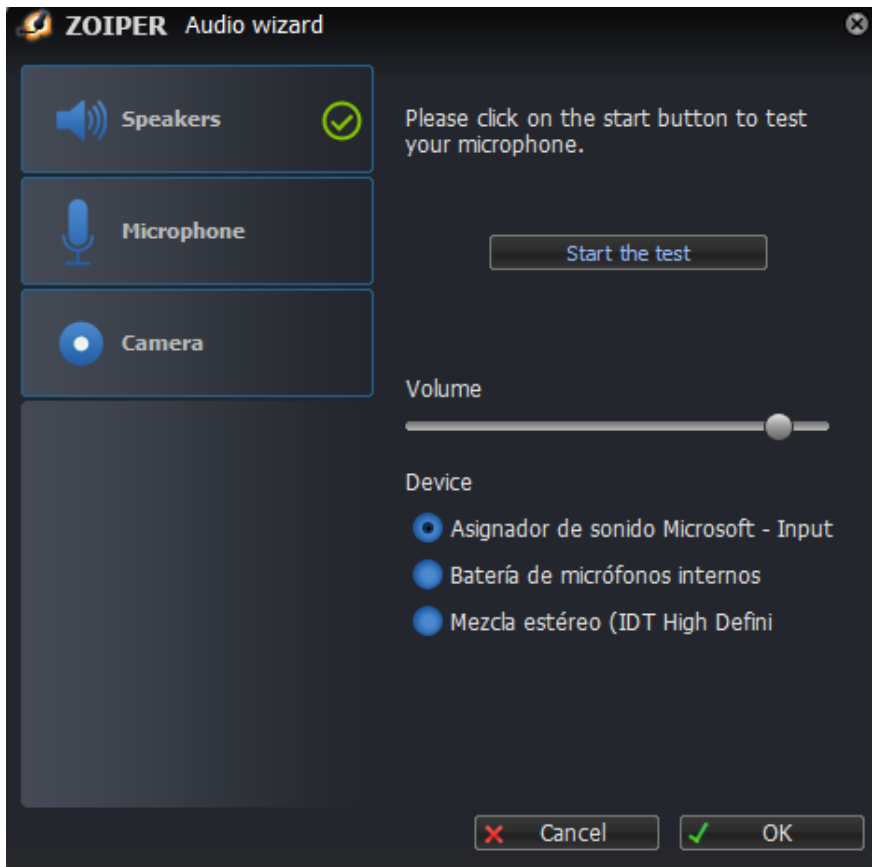 ZOIPER Audio wizard
Speakers
Microphone
Camera
Please click on the start button to test
your microphone.
Start the test
Volume
Device
Asignador de sonido Microsoft - Input
Batería de micrófonos internos
Mezcla estéreo (IDT High Defini
Cancel
OK